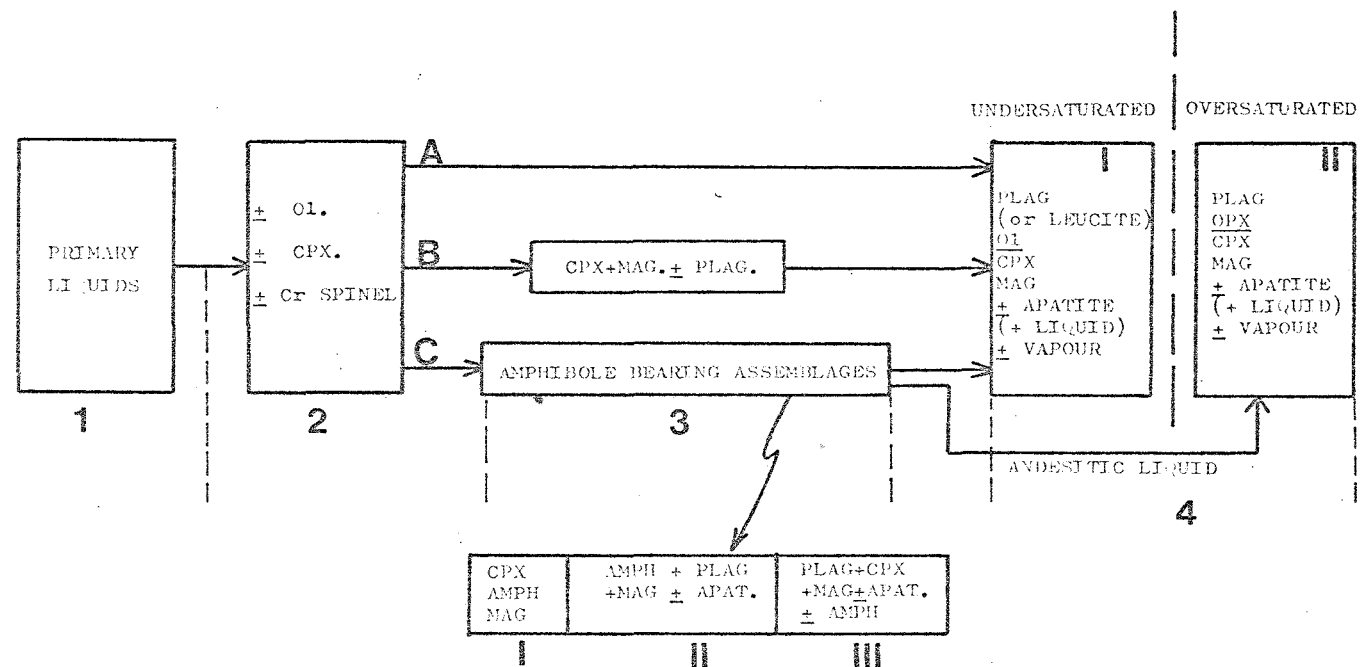 UNDERSATURATED
OVERSATURATED
PRIMARY
LIQUIDS
1
± Ol.
± CPX.
± Cr SPINEL
2
A
B
CPX+MAG.± PLAG.
C
AMPHIBOLE BEARING ASSEMBLAGES
3
I
PLAG
(or LEUCITE)
Ol
CPX
MAG
± APATITE
(+ LIQUID)
± VAPOUR
II
PLAG
OPX
CPX
MAG
± APATITE
(+ LIQUID)
± VAPOUR
ANDESITIC LIQUID
4
CPX
AMPH
MAG
I
AMPH + PLAG
+MAG ± APAT.
II
PLAG+CPX
+MAG±APAT.
± AMPH
III